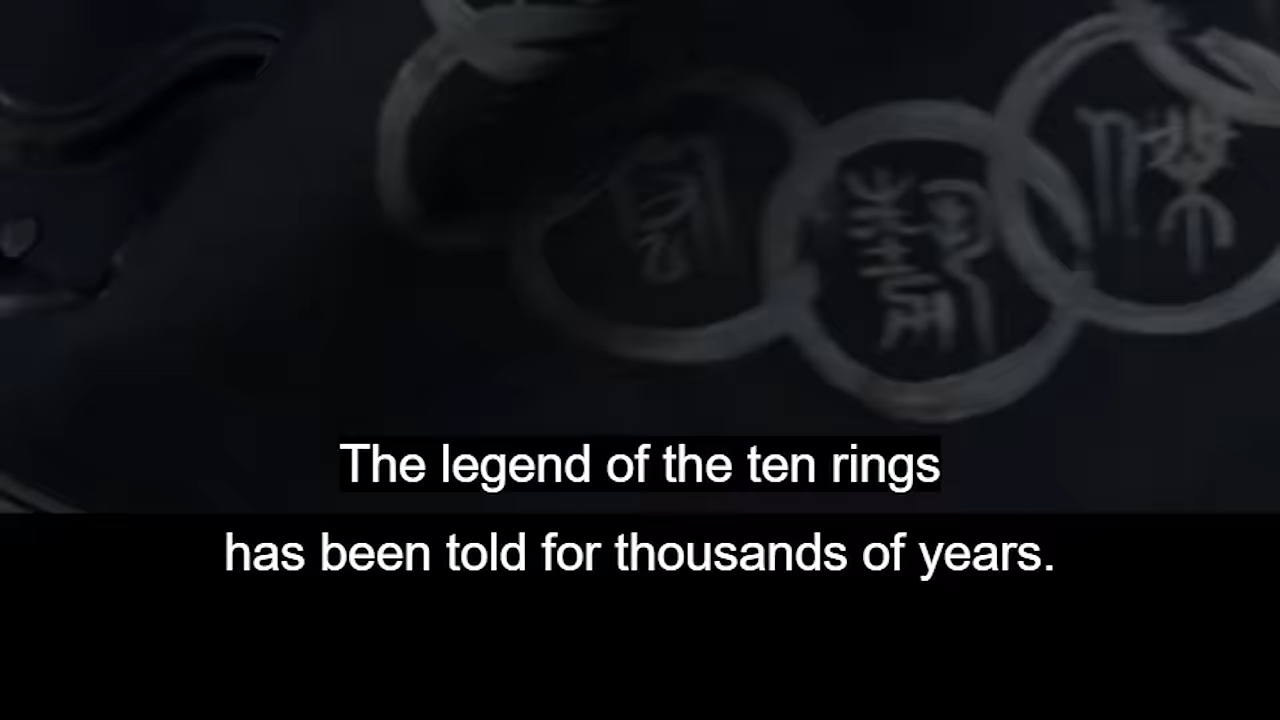 The legend of the ten rings
has been told for thousands of years.